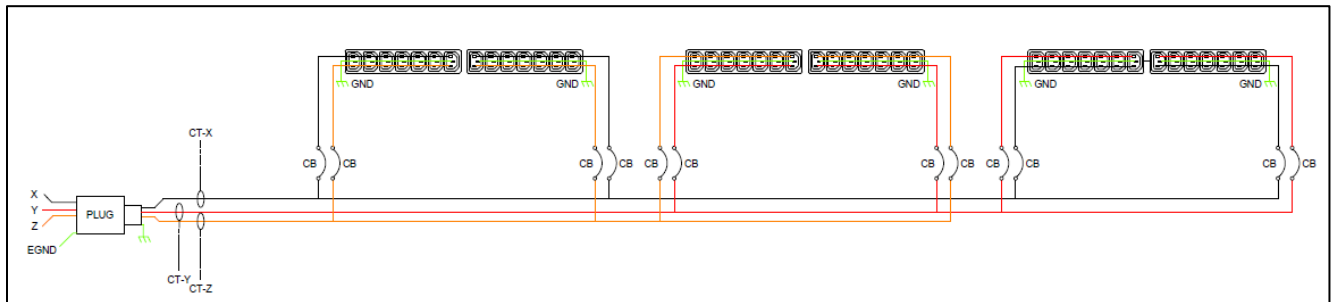 GND GND GND GND GND GND
CT-X
CB CB CB CB CB CB CB CB CB CB CB CB
X
Y
PLUG
Z
EGND
CT-Y
CT-Z